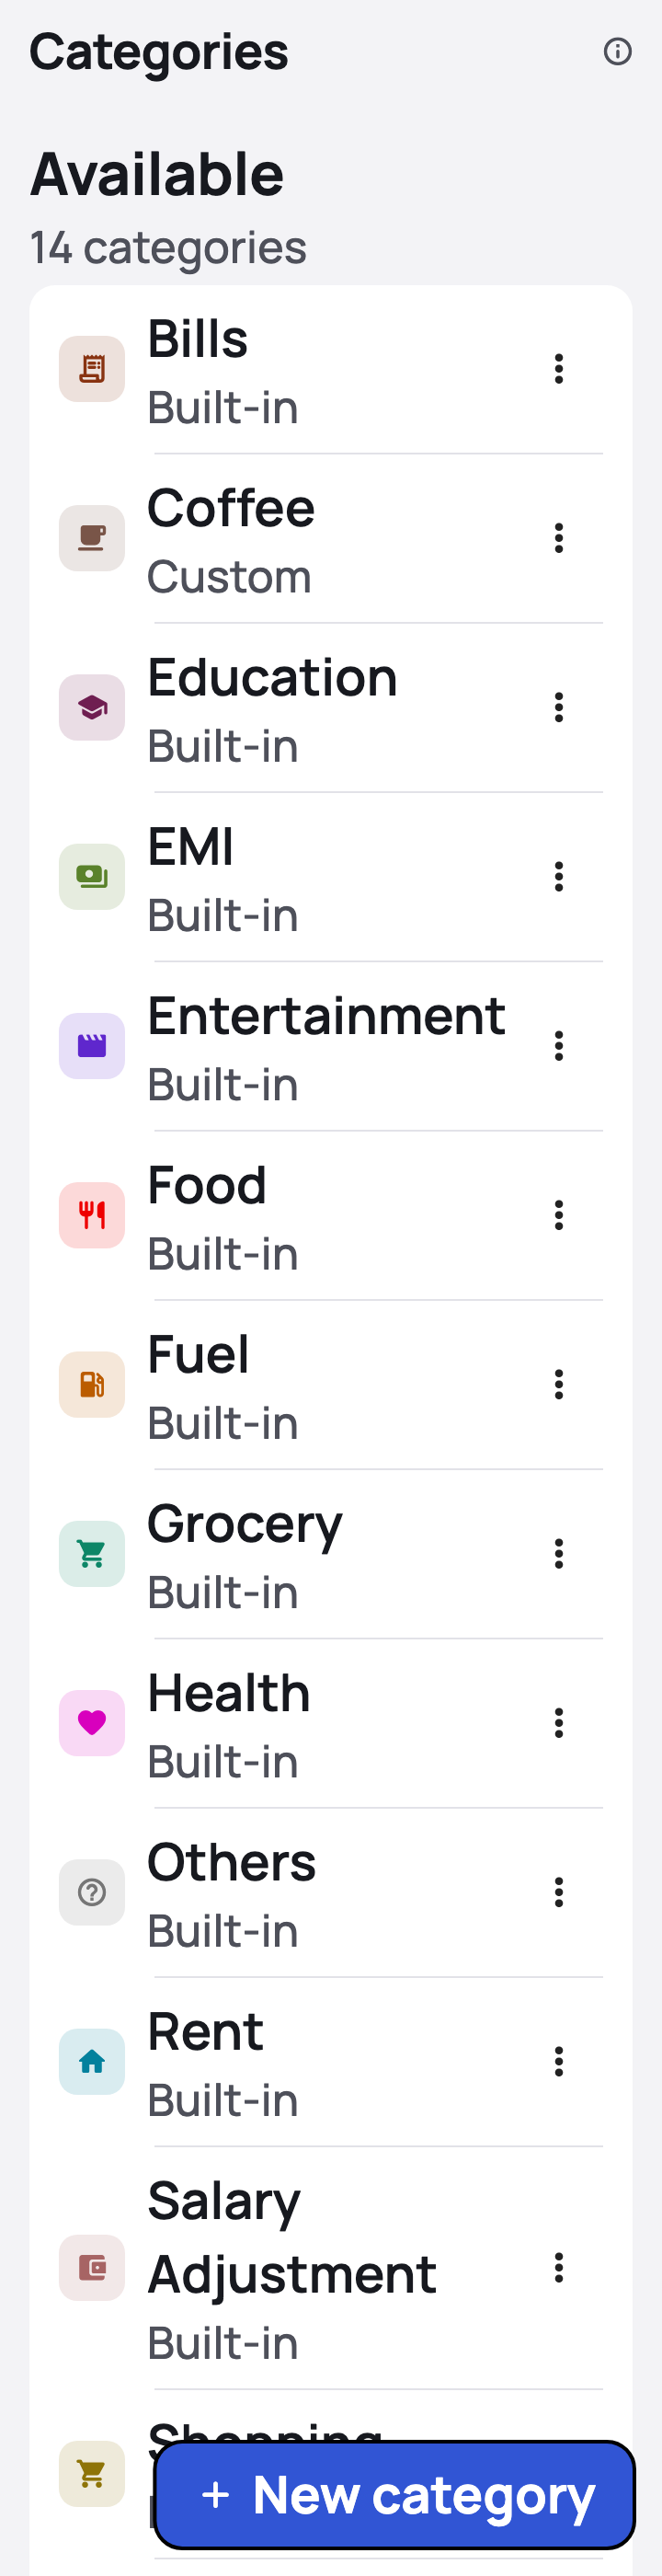 Categories
Available
14 categories
Bills
Built-in
Coffee
Custom
Education
Built-in
EMI
Built-in
Entertainment
Built-in
Food
Built-in
Fuel
Built-in
Grocery
Built-in
Health
Built-in
Others
Built-in
Rent
Built-in
Salary
Adjustment
Built-in
Shopping
+ New category